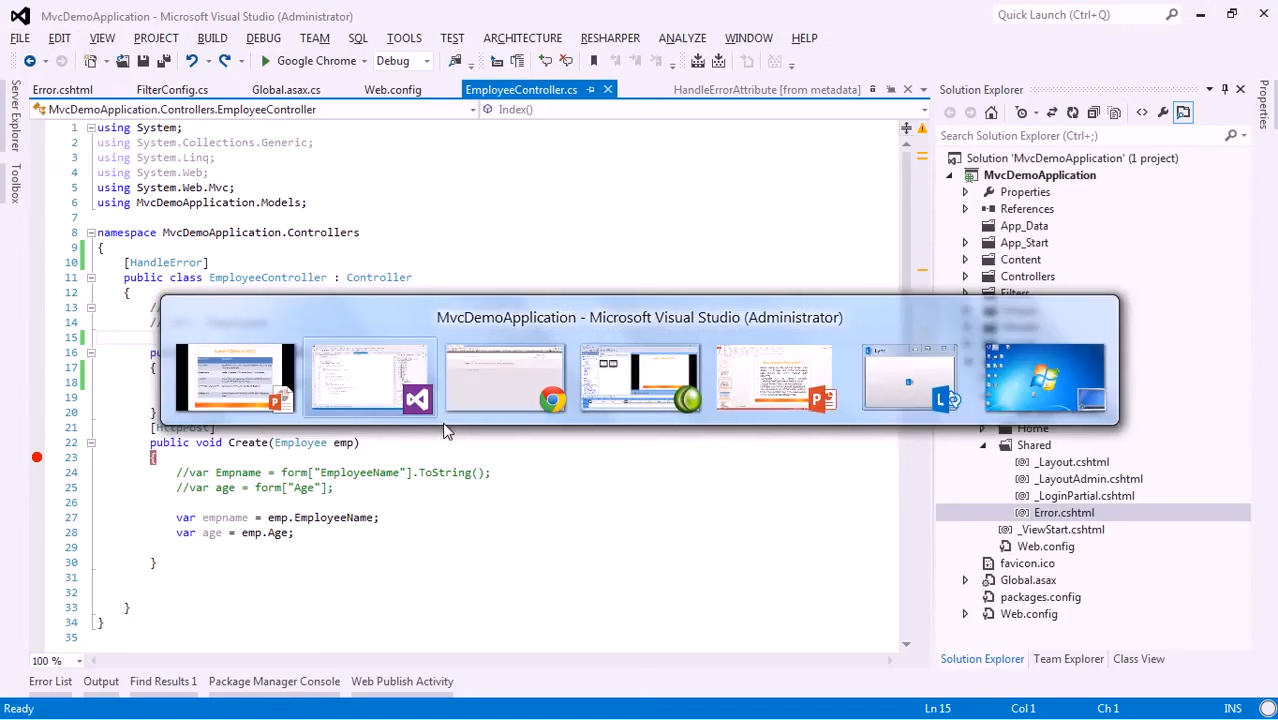 MvcDemoApplication - Microsoft Visual Studio (Administrator)
Quick Launch (Ctrl+Q)
FILE EDIT VIEW PROJECT BUILD DEBUG TEAM SQL TOOLS TEST ARCHITECTURE RESHARPER ANALYZE WINDOW HELP
Google Chrome Debug
Server Explorer
Toolbox
Error.cshtml FilterConfig.cs Global.asax.cs Web.config EmployeeController.cs HandleErrorAttribute [from metadata]
MvcDemoApplication.Controllers.EmployeeController Index()
1 using System;
2 using System.Collections.Generic;
3 using System.Linq;
4 using System.Web;
5 using System.Web.Mvc;
6 using MvcDemoApplication.Models;
7
8 namespace MvcDemoApplication.Controllers
9 {
10 [HandleError]
11 public class EmployeeController : Controller
12 {
13
14
15
16
17
18
19
20
21 [HttpPost]
22 public void Create(Employee emp)
23 {
24 //var Empname = form["EmployeeName"].ToString();
25 //var age = form["Age"];
26
27 var empname = emp.EmployeeName;
28 var age = emp.Age;
29
30 }
31
32
33 }
34 }
35
MvcDemoApplication - Microsoft Visual Studio (Administrator)
100 %
Error List Output Find Results 1 Package Manager Console Web Publish Activity
Ready Ln 15 Col 1 Ch 1 INS
Solution Explorer
Search Solution Explorer (Ctrl+;)
Solution 'MvcDemoApplication' (1 project)
MvcDemoApplication
Properties
References
App_Data
App_Start
Content
Controllers
Filters
Home
Shared
_Layout.cshtml
_LayoutAdmin.cshtml
_LoginPartial.cshtml
Error.cshtml
_ViewStart.cshtml
Web.config
favicon.ico
Global.asax
packages.config
Web.config
Solution Explorer Team Explorer Class View
Properties